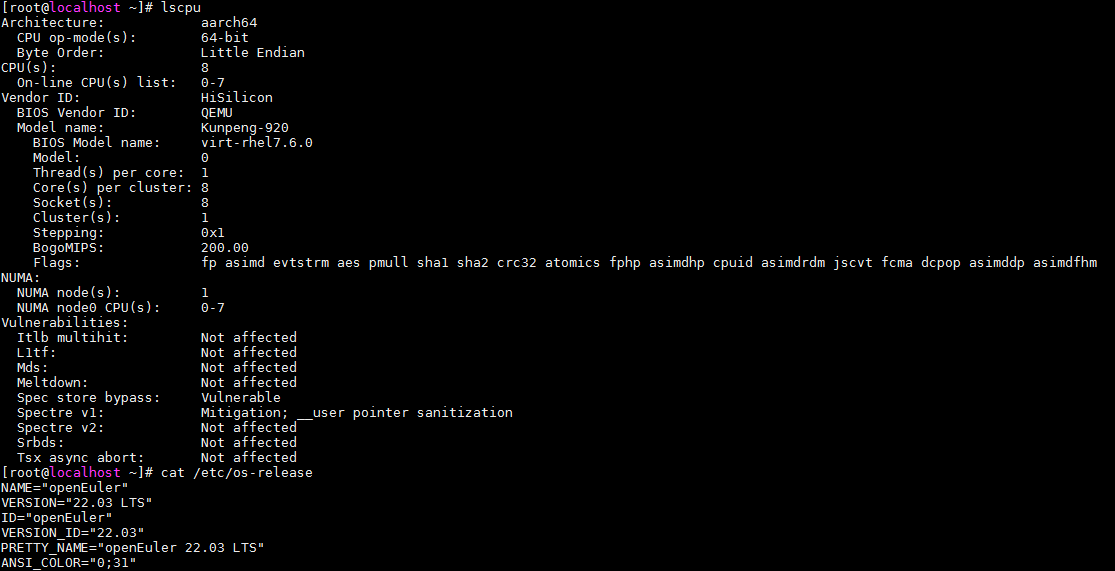 [root@localhost ~]# lscpu
Architecture:            aarch64
  CPU op-mode(s):        64-bit
  Byte Order:            Little Endian
CPU(s):                  8
  On-line CPU(s) list:   0-7
Vendor ID:               HiSilicon
  BIOS Vendor ID:        QEMU
  Model name:            Kunpeng-920
    BIOS Model name:     virt-rhel7.6.0
    Model:               0
    Thread(s) per core:  1
    Core(s) per cluster: 8
    Socket(s):           8
    Cluster(s):          1
    Stepping:            0x1
    BogoMIPS:            200.00
    Flags:               fp asimd evtstrm aes pmull sha1 sha2 crc32 atomics fphp asimdhp cpuid asimdrdm jscvt fcma dcpop asimddp asimdfhm
NUMA:
  NUMA node(s):          1
  NUMA node0 CPU(s):     0-7
Vulnerabilities:
  Itlb multihit:         Not affected
  L1tf:                  Not affected
  Mds:                   Not affected
  Meltdown:              Not affected
  Spec store bypass:     Vulnerable
  Spectre v1:            Mitigation; __user pointer sanitization
  Spectre v2:            Not affected
  Srbds:                 Not affected
  Tsx async abort:       Not affected
[root@localhost ~]# cat /etc/os-release
NAME="openEuler"
VERSION="22.03 LTS"
ID="openEuler"
VERSION_ID="22.03"
PRETTY_NAME="openEuler 22.03 LTS"
ANSI_COLOR="0;31"